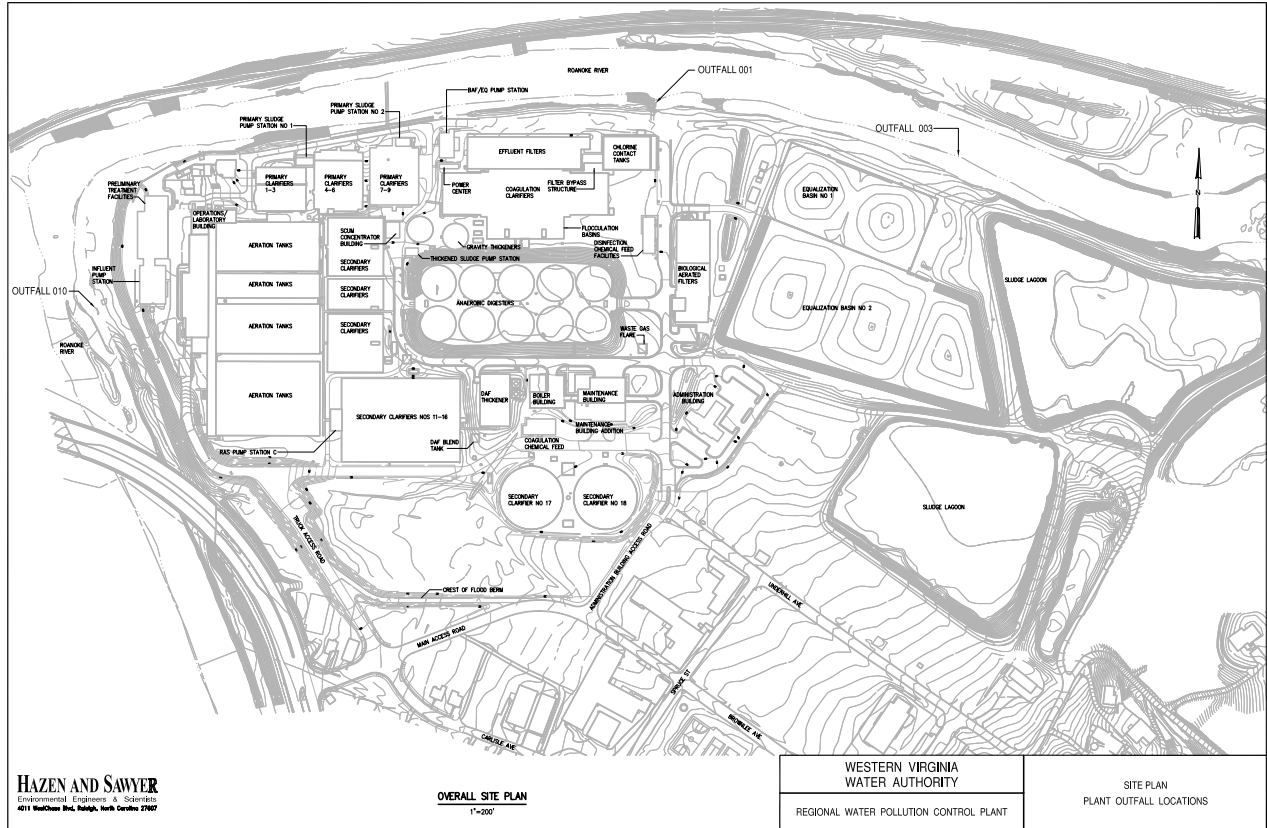 OUTFALL 001
ROANOKE RIVER
BAF/EQ PUMP STATION
PRIMARY SLUDGE
PUMP STATION NO 2
PRIMARY SLUDGE
PUMP STATION NO 1
OUTFALL 003
EFFLUENT FILTERS
CHLORINE
CONTACT
TANKS
PRIMARY
CLARIFIERS
1-3
PRIMARY
CLARIFIERS
4-6
PRIMARY
CLARIFIERS
7-9
POWER
CENTER
COAGULATION
CLARIFIERS
FILTER BYPASS
STRUCTURE
PRELIMINARY
TREATMENT
FACILITIES
EQUALIZATION
BASIN NO 1
OPERATIONS/
LABORATORY
BUILDING
AERATION TANKS
SCUM
CONCENTRATOR
BUILDING
GRAVITY THICKENERS
FLOCCULATION
BASINS
DISINFECTION
CHEMICAL FEED
FACILITIES
THICKENED SLUDGE PUMP STATION
SECONDARY
CLARIFIERS
INFLUENT
PUMP
STATION
AERATION TANKS
SECONDARY
CLARIFIERS
ANAEROBIC DIGESTERS
BIOLOGICAL
AERATED
FILTERS
EQUALIZATION BASIN NO 2
SLUDGE LAGOON
OUTFALL 010
AERATION TANKS
SECONDARY
CLARIFIERS
WASTE GAS
FLARE
ROANOKE
RIVER
AERATION TANKS
SECONDARY CLARIFIERS NOS 11-16
DAF
THICKENER
BOILER
BUILDING
MAINTENANCE
BUILDING
ADMINISTRATION
BUILDING
MAINTENANCE
BUILDING ADDITION
RAS PUMP STATION C
DAF BLEND
TANK
COAGULATION
CHEMICAL FEED
SECONDARY
CLARIFIER NO 17
SECONDARY
CLARIFIER NO 18
SLUDGE LAGOON
TRUCK ACCESS ROAD
ADMINISTRATION BUILDING ACCESS ROAD
UNDERHILL AVE
CREST OF FLOOD BERM
MAIN ACCESS ROAD
SPRUCE ST
BROWNLEE AVE
CARLISLE AVE
N
HAZEN AND SAWYER
Environmental Engineers & Scientists
4011 WestChase Blvd, Raleigh, North Carolina 27607
OVERALL SITE PLAN
1"=200'
WESTERN VIRGINIA
WATER AUTHORITY
REGIONAL WATER POLLUTION CONTROL PLANT
SITE PLAN
PLANT OUTFALL LOCATIONS